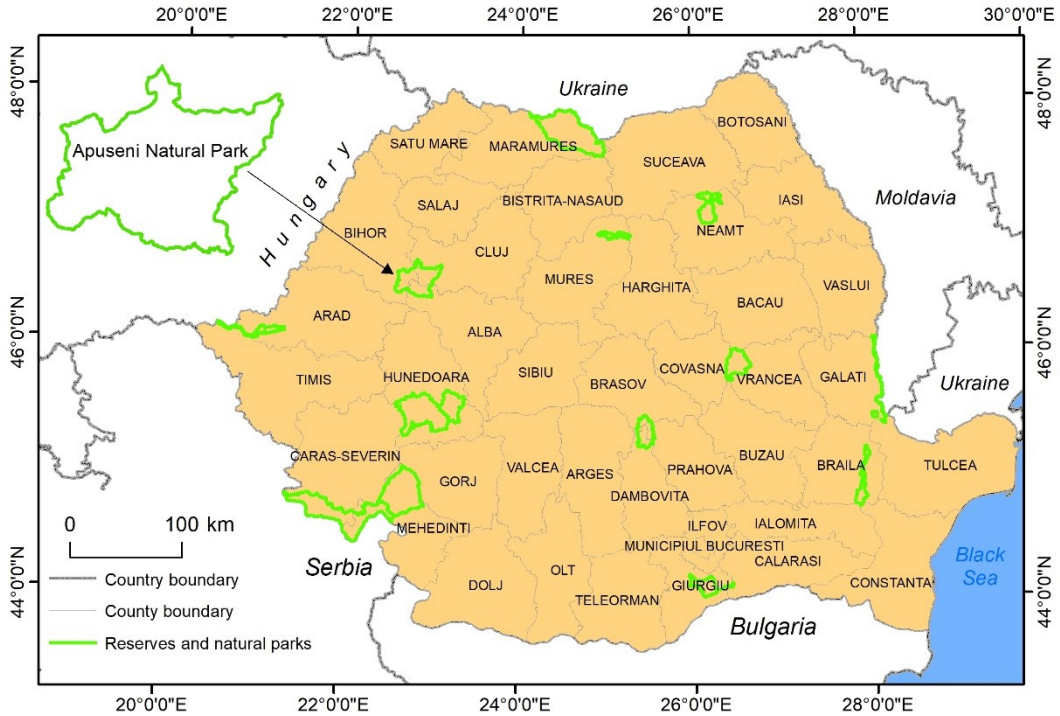 20°0'0"E
22°0'0"E
24°0'0"E
26°0'0"E
28°0'0"E
30°0'0"E
48°0'0"N
48°0'0"N
Ukraine
BOTOSANI
Apuseni Natural Park
SATU MARE
MARAMURES
SUCEAVA
Moldavia
Hungary
SALAJ
BISTRITA-NASAUD
IASI
BIHOR
NEAMT
CLUJ
MURES
HARGHITA
VASLUI
BACAU
ARAD
ALBA
46°0'0"N
46°0'0"N
TIMIS
HUNEDOARA
SIBIU
BRASOV
COVASNA
VRANCEA
GALATI
Ukraine
CARAS-SEVERIN
VALCEA
ARGES
PRAHOVA
BUZAU
BRAILA
TULCEA
GORJ
DAMBOVITA
0 100 km
MEHEDINTI
ILFOV
IALOMITA
MUNICIPIUL BUCURESTI
CALARASI
Serbia
Black
Sea
Country boundary
DOLJ
OLT
GIURGIU
CONSTANTA
44°0'0"N
44°0'0"N
County boundary
TELEORMAN
Reserves and natural parks
Bulgaria
20°0'0"E
22°0'0"E
24°0'0"E
26°0'0"E
28°0'0"E